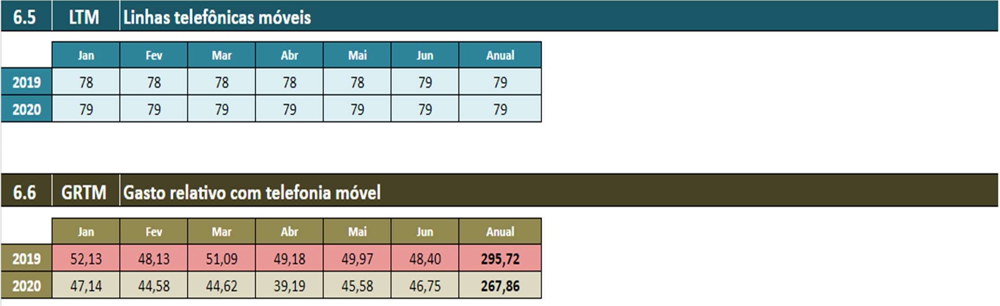 6.5 LTM Linhas telefônicas móveis
Jan Fev Mar Abr Mai Jun Anual
2019 78 78 78 78 78 79 79
2020 79 79 79 79 79 79 79
6.6 GRTM Gasto relativo com telefonia móvel
Jan Fev Mar Abr Mai Jun Anual
2019 52,13 48,13 51,09 49,18 49,97 48,40 295,72
2020 47,14 44,58 44,62 39,19 45,58 46,75 267,86